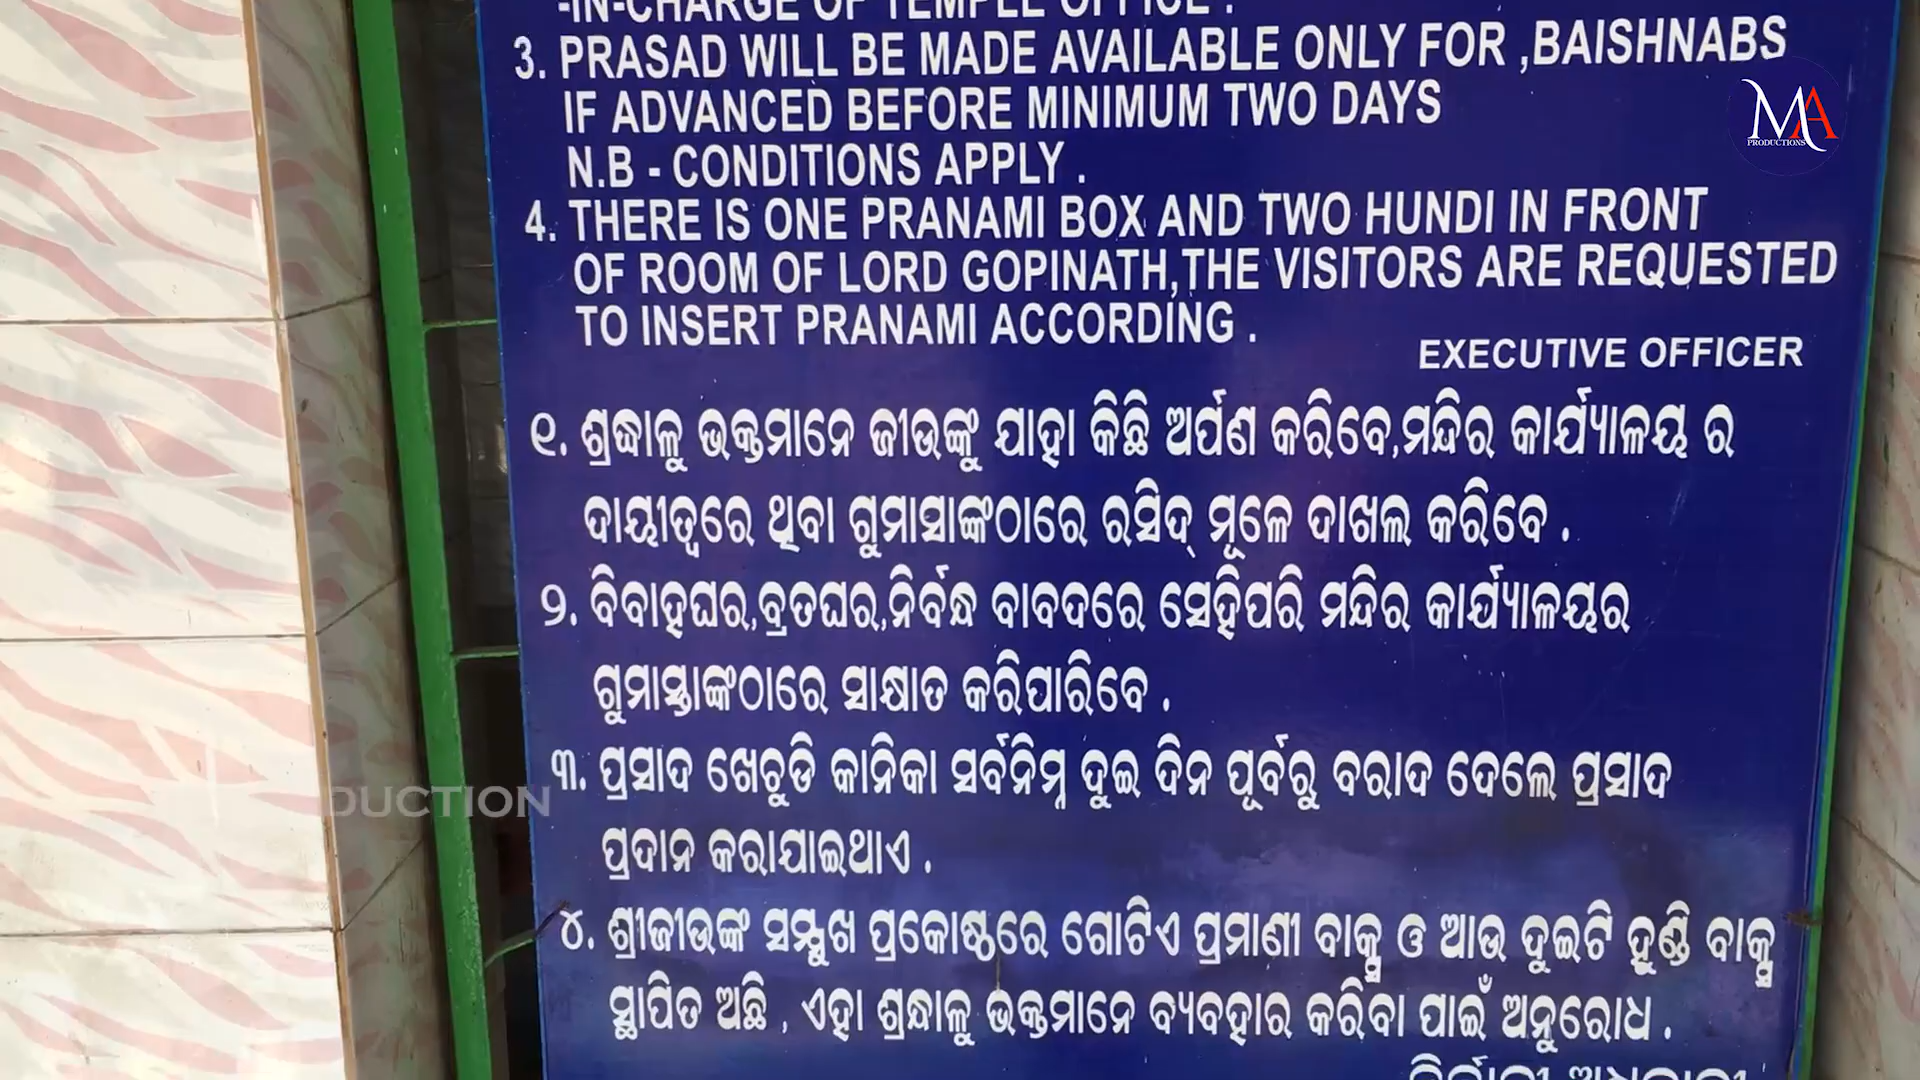 -IN-CHARGE OF TEMPLE OFFICE .
3. PRASAD WILL BE MADE AVAILABLE ONLY FOR ,BAISHNABS
IF ADVANCED BEFORE MINIMUM TWO DAYS
N.B - CONDITIONS APPLY .
4. THERE IS ONE PRANAMI BOX AND TWO HUNDI IN FRONT
OF ROOM OF LORD GOPINATH,THE VISITORS ARE REQUESTED
TO INSERT PRANAMI ACCORDING .
EXECUTIVE OFFICER
୧. ଶ୍ରଦ୍ଧାଳୁ ଭକ୍ତମାନେ ଜୀଉଙ୍କୁ ଯାହା କିଛି ଅର୍ପଣ କରିବେ,ମନ୍ଦିର କାର୍ଯ୍ୟାଳୟ ର
ଦାୟୀତ୍ୱରେ ଥିବା ଗୁମାସାଙ୍କଠାରେ ରସିଦ୍ ମୂଳେ ଦାଖଲ କରିବେ .
୨. ବିବାହଘର,ବ୍ରତଘର,ନିର୍ବନ୍ଧ ବାବଦରେ ସେହିପରି ମନ୍ଦିର କାର୍ଯ୍ୟାଳୟର
ଗୁମାସ୍ତାଙ୍କଠାରେ ସାକ୍ଷାତ କରିପାରିବେ .
୩. ପ୍ରସାଦ ଖେଚୁଡି କାନିକା ସର୍ବନିମ୍ନ ଦୁଇ ଦିନ ପୂର୍ବରୁ ବରାଦ ଦେଲେ ପ୍ରସାଦ
ପ୍ରଦାନ କରାଯାଇଥାଏ .
୪. ଶ୍ରୀଜୀଉଙ୍କ ସମ୍ମୁଖ ପ୍ରକୋଷ୍ଠରେ ଗୋଟିଏ ପ୍ରମାଣୀ ବାକ୍ସ ଓ ଆଉ ଦୁଇଟି ହୁଣ୍ଡି ବାକ୍ସ
ସ୍ଥାପିତ ଅଛି , ଏହା ଶ୍ରଦ୍ଧାଳୁ ଭକ୍ତମାନେ ବ୍ୟବହାର କରିବା ପାଇଁ ଅନୁରୋଧ .
MA
PRODUCTIONS
DUCTION